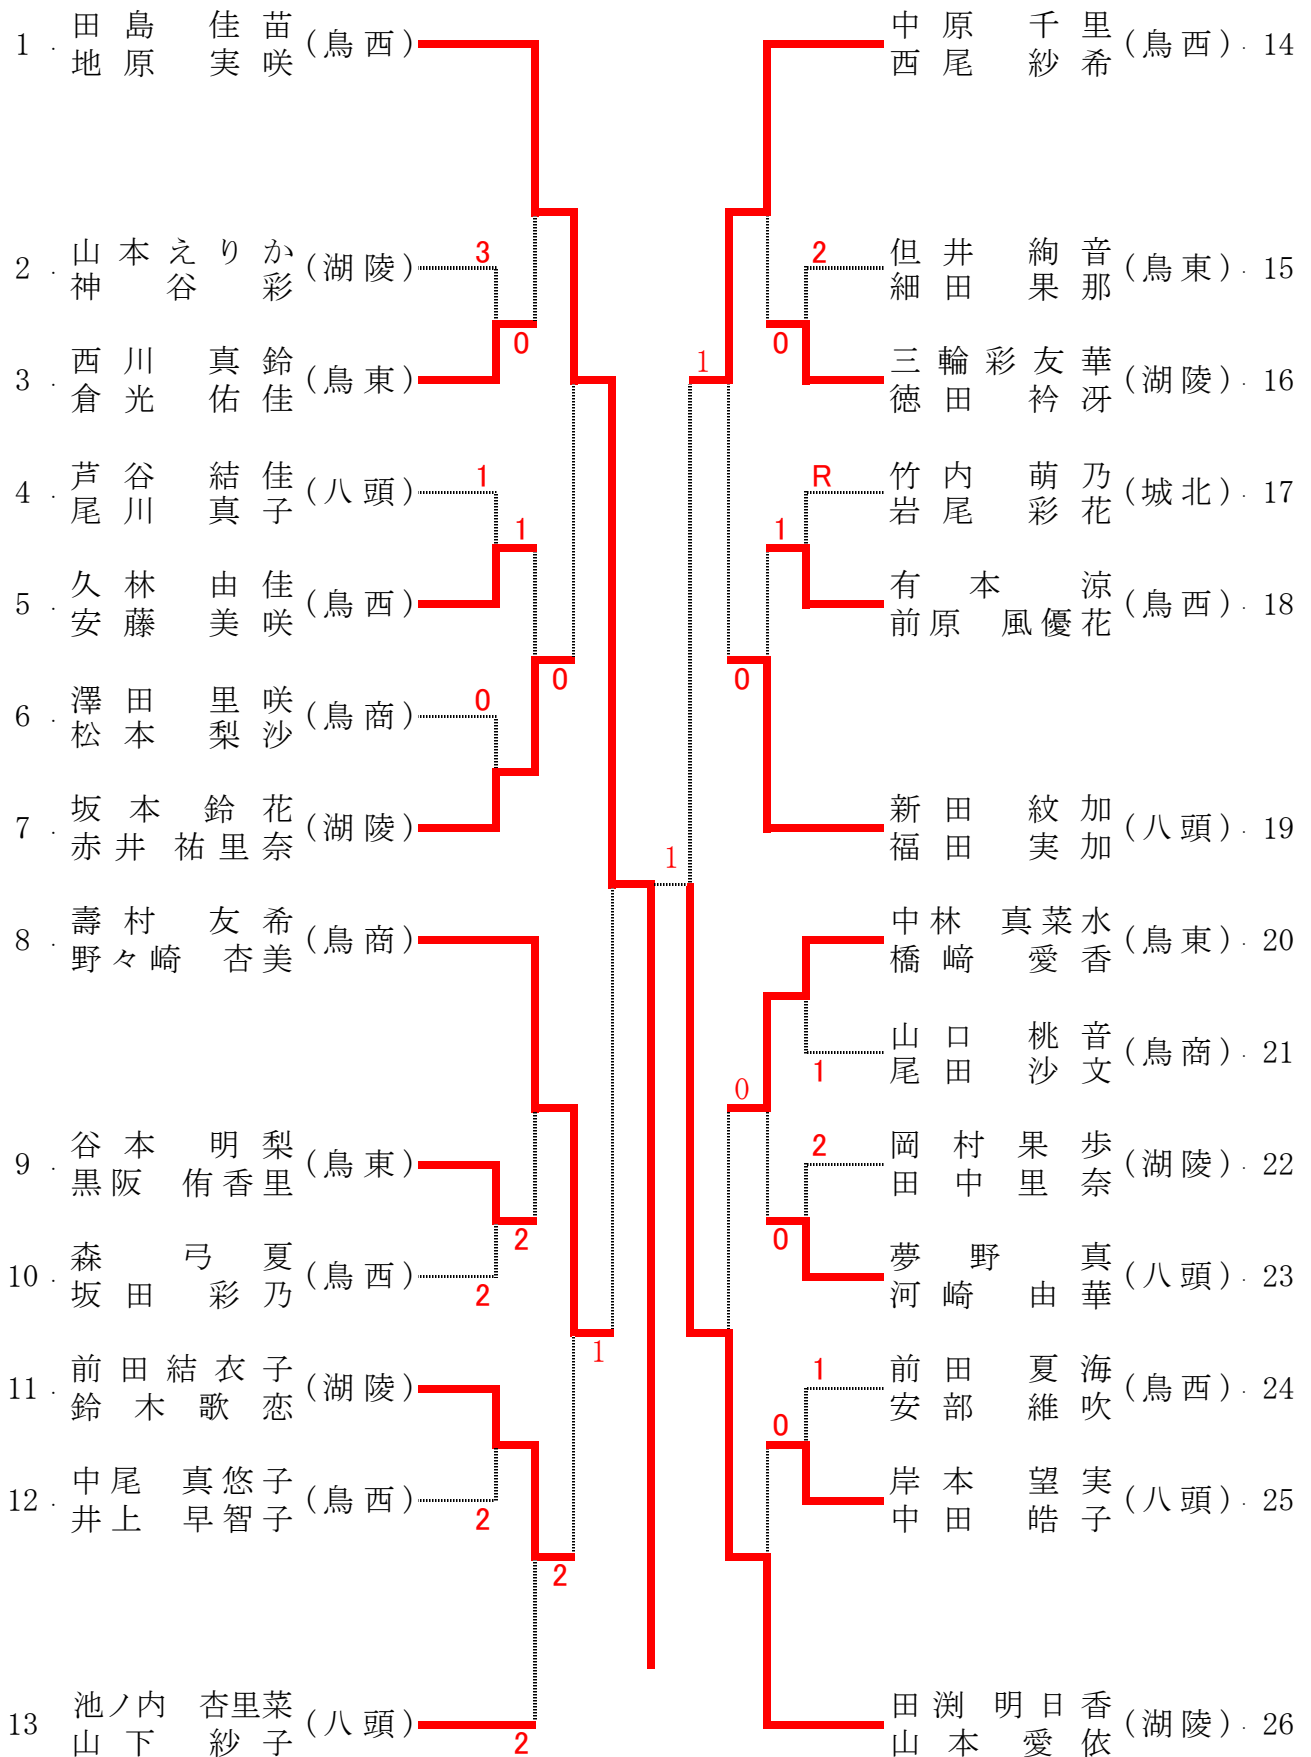 1 . 田島 佳苗 (鳥西)
地原 実咲
2 . 山本えりか (湖陵) 3
神谷 彩
0
3 . 西川 真鈴 (鳥東)
倉光 佑佳
4 . 芦谷 結佳 (八頭) 1
尾川 真子
1
5 . 久林 由佳 (鳥西)
安藤 美咲
0
6 . 澤田 里咲 (鳥商) 0
松本 梨沙
7 . 坂本 鈴花 (湖陵)
赤井 祐里奈
8 . 壽村 友希 (鳥商)
野々崎 杏美
9 . 谷本 明梨 (鳥東)
黒阪 侑香里
2
10 . 森 弓夏 (鳥西) 2
坂田 彩乃
1
11 . 前田結衣子 (湖陵)
鈴木歌恋
12 . 中尾 真悠子 (鳥西) 2
井上 早智子
2
13 池ノ内 杏里菜 (八頭) 2
山下 紗子
1
中原 千里 (鳥西) . 14
西尾 紗希
2 但井 絢音 (鳥東) . 15
細田 果那
0
1
三輪彩友華 (湖陵) . 16
徳田 衿冴
R 竹内 萌乃 (城北) . 17
岩尾 彩花
1
有本 涼 (鳥西) . 18
前原 風優花
0
新田 紋加 (八頭) . 19
福田 実加
中林 真菜水 (鳥東) . 20
橋﨑 愛香
1 山口 桃音 (鳥商) . 21
尾田 沙文
0
2 岡村果歩 (湖陵) . 22
田中里奈
0
夢野 真 (八頭) . 23
河崎 由華
1 前田 夏海 (鳥西) . 24
安部 維吹
0
岸本 望実 (八頭) . 25
中田 皓子
田渕 明日香 (湖陵) . 26
山本愛依